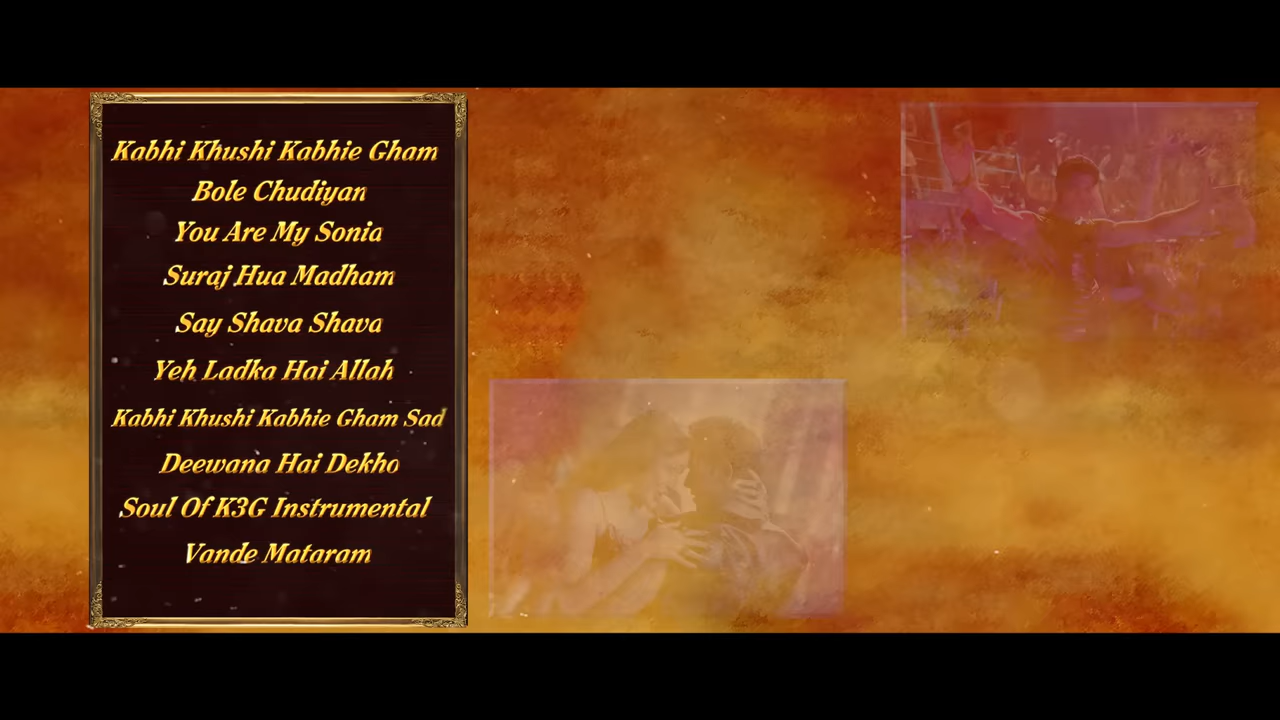 Kabhi Khushi Kabhie Gham
Bole Chudiyan
You Are My Sonia
Suraj Hua Madham
Say Shava Shava
Yeh Ladka Hai Allah
Kabhi Khushi Kabhie Gham Sad
Deewana Hai Dekho
Soul Of K3G Instrumental
Vande Mataram